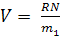 V = RN / m₁